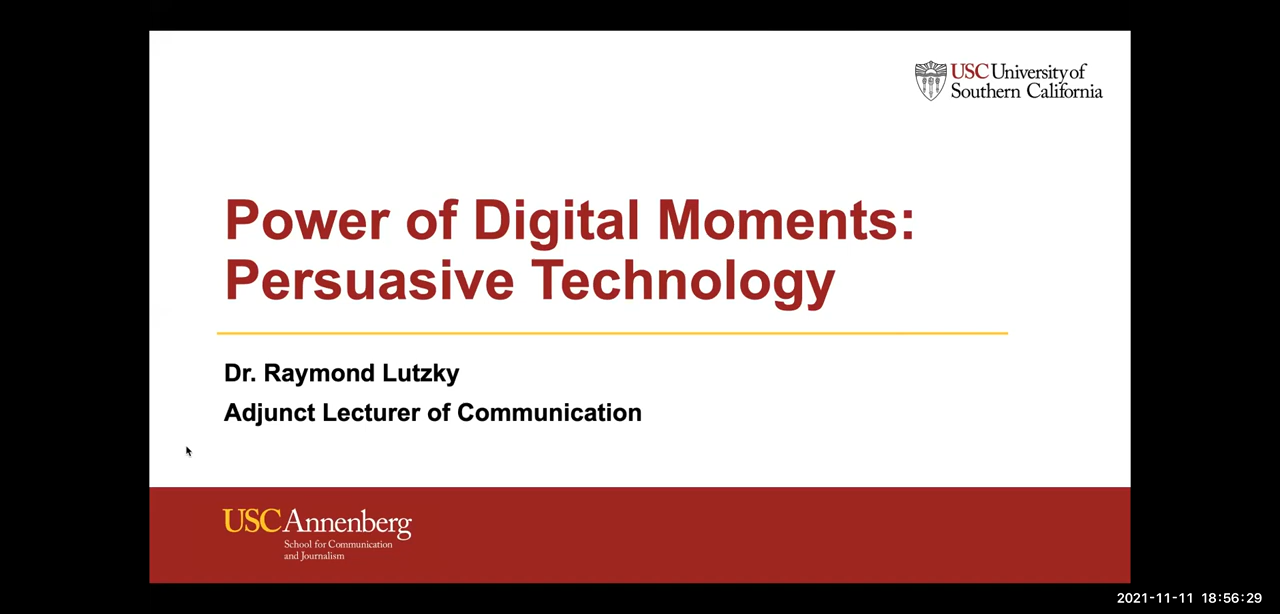 USC University of
Southern California
Power of Digital Moments:
Persuasive Technology
Dr. Raymond Lutzky
Adjunct Lecturer of Communication
USC Annenberg
School for Communication
and Journalism
2021-11-11 18:56:29